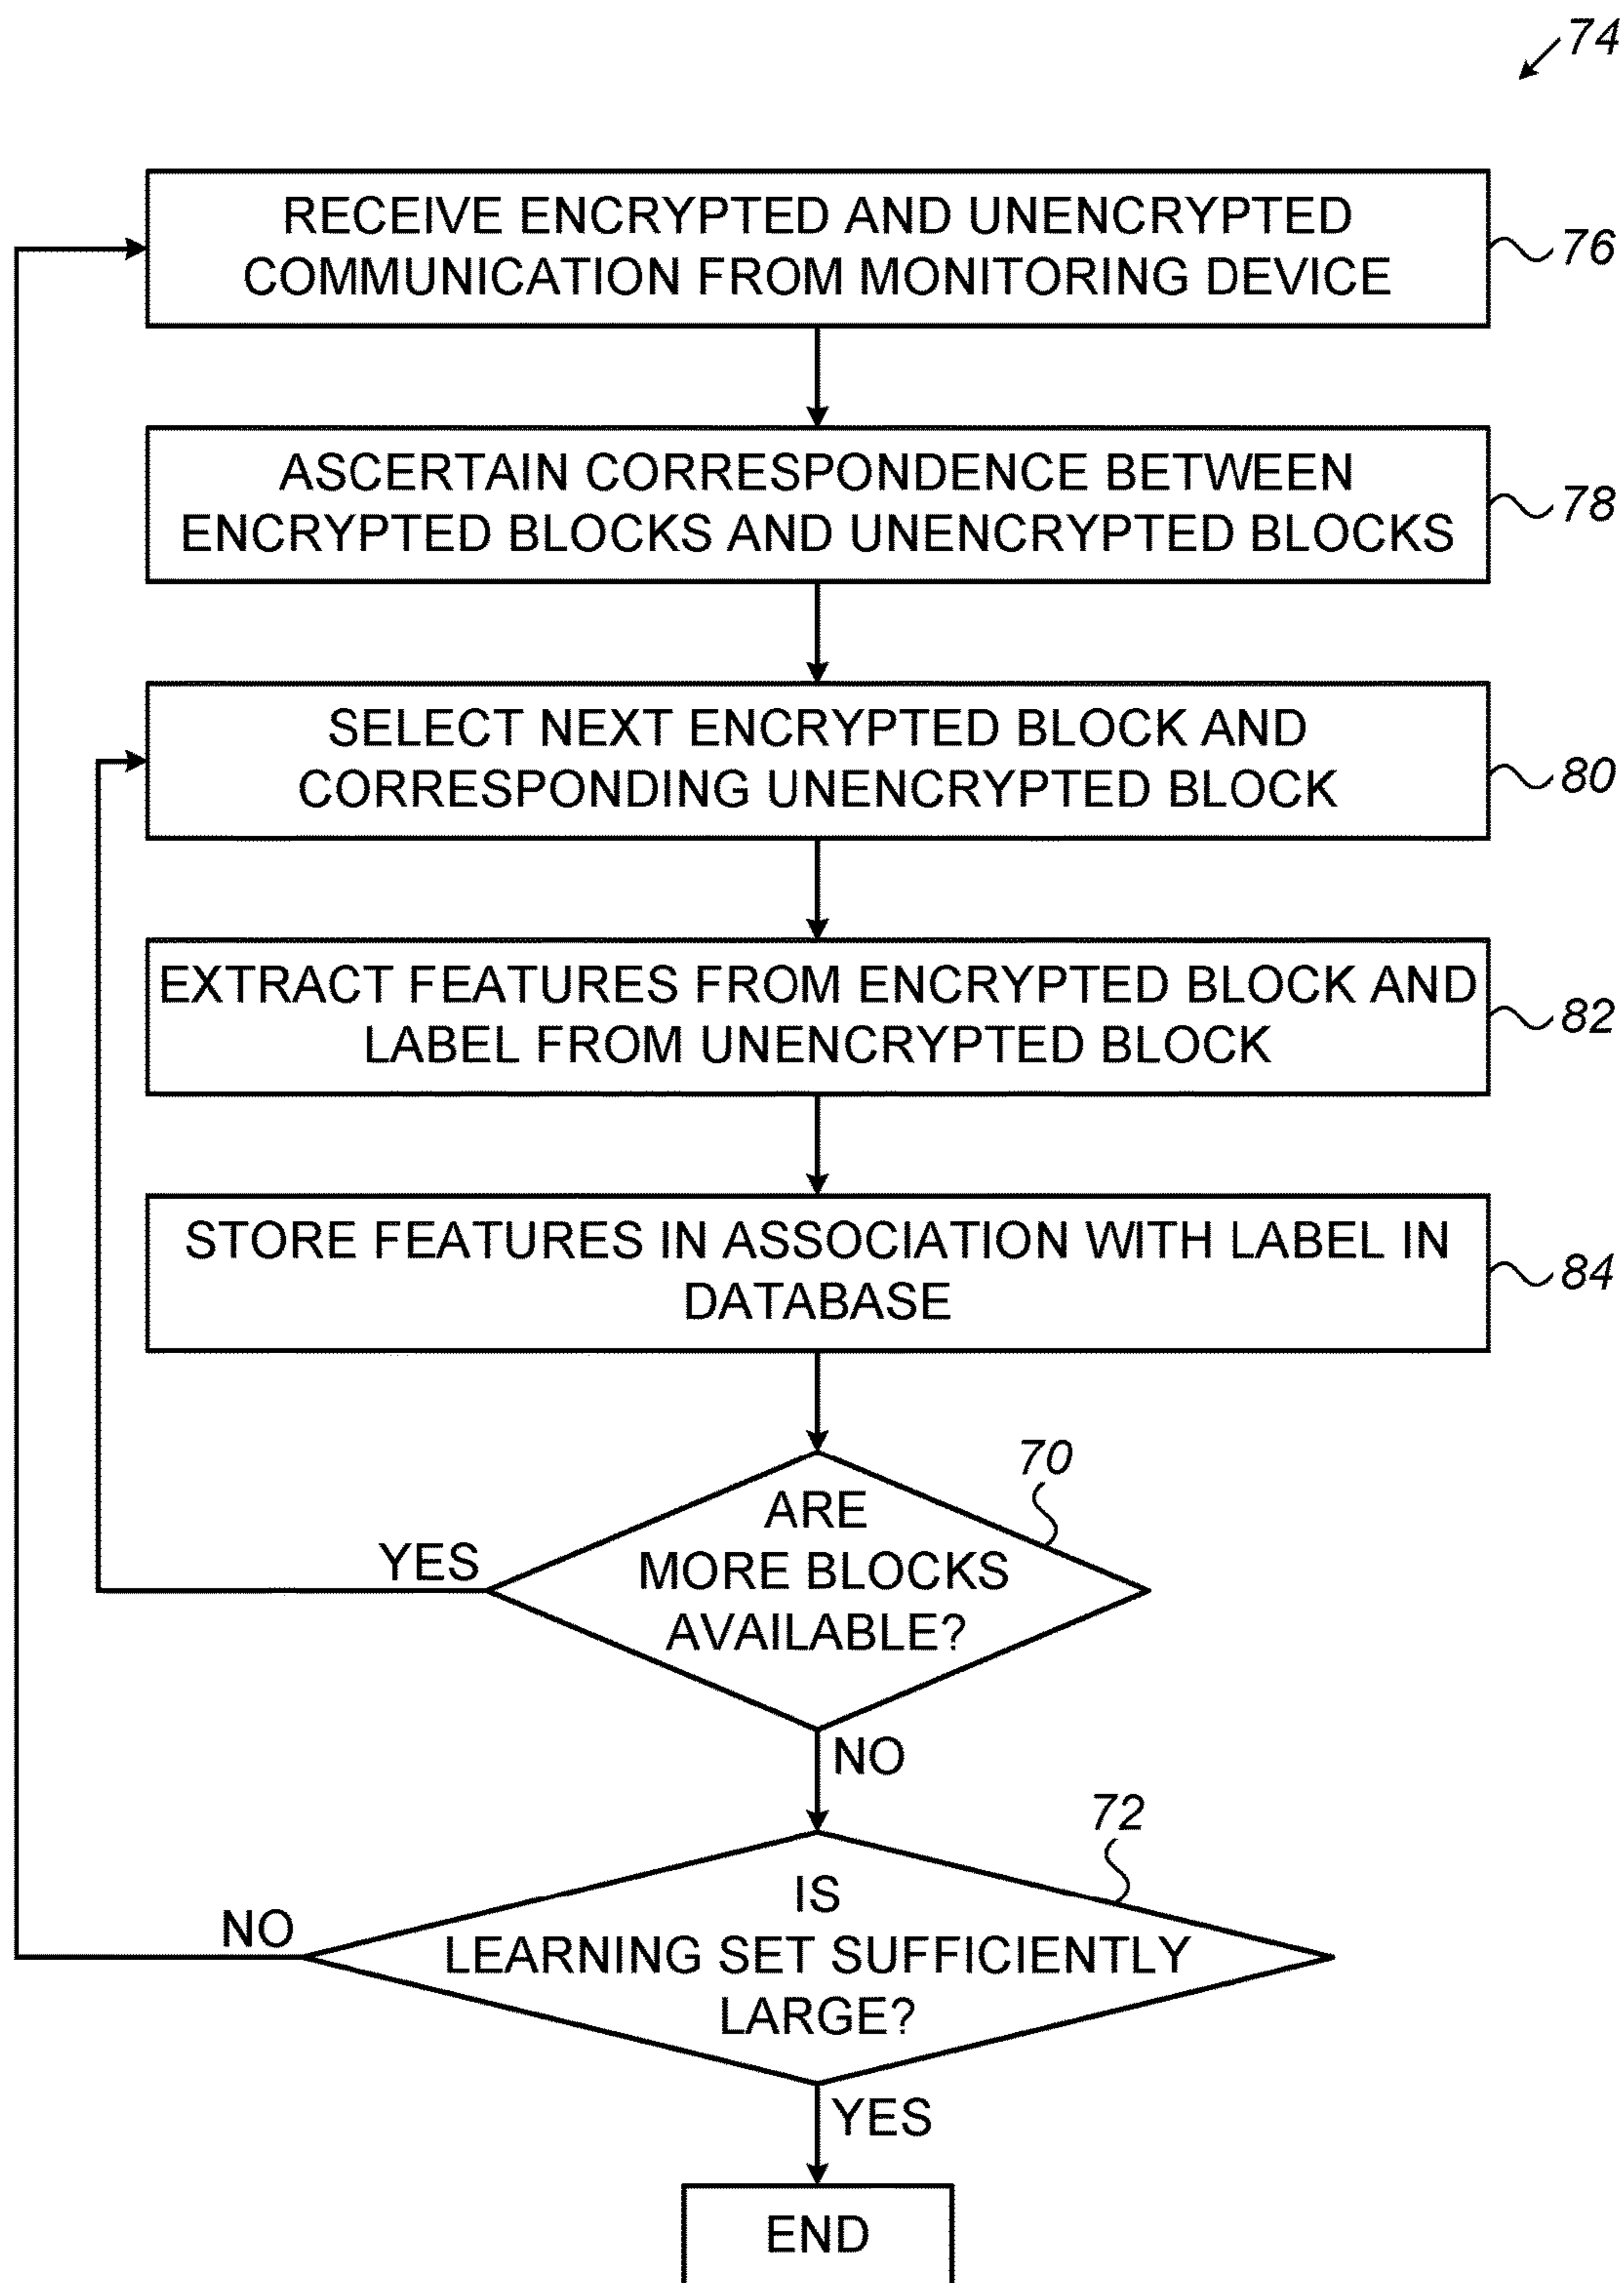 74
RECEIVE ENCRYPTED AND UNENCRYPTED
COMMUNICATION FROM MONITORING DEVICE
76
ASCERTAIN CORRESPONDENCE BETWEEN
ENCRYPTED BLOCKS AND UNENCRYPTED BLOCKS
78
SELECT NEXT ENCRYPTED BLOCK AND
CORRESPONDING UNENCRYPTED BLOCK
80
EXTRACT FEATURES FROM ENCRYPTED BLOCK AND
LABEL FROM UNENCRYPTED BLOCK
82
STORE FEATURES IN ASSOCIATION WITH LABEL IN
DATABASE
84
70
ARE
MORE BLOCKS
AVAILABLE?
YES
NO
72
IS
LEARNING SET SUFFICIENTLY
LARGE?
NO
YES
END